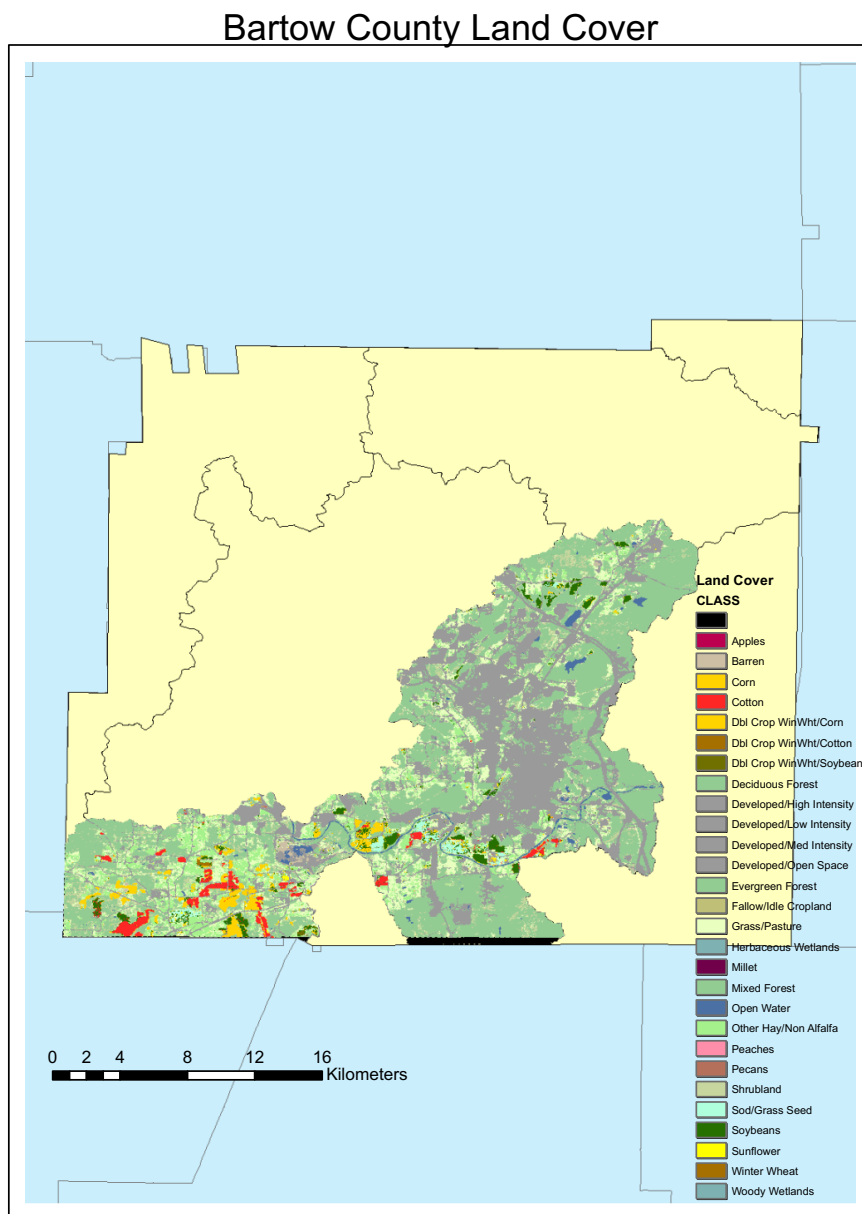 Bartow County Land Cover
Land Cover
CLASS
Apples
Barren
Corn
Cotton
Dbl Crop WinWht/Corn
Dbl Crop WinWht/Cotton
Dbl Crop WinWht/Soybean
Deciduous Forest
Developed/High Intensity
Developed/Low Intensity
Developed/Med Intensity
Developed/Open Space
Evergreen Forest
Fallow/Idle Cropland
Grass/Pasture
Herbaceous Wetlands
Millet
Mixed Forest
Open Water
Other Hay/Non Alfalfa
Peaches
Pecans
Shrubland
Sod/Grass Seed
Soybeans
Sunflower
Winter Wheat
Woody Wetlands
0 2 4 8 12 16
Kilometers